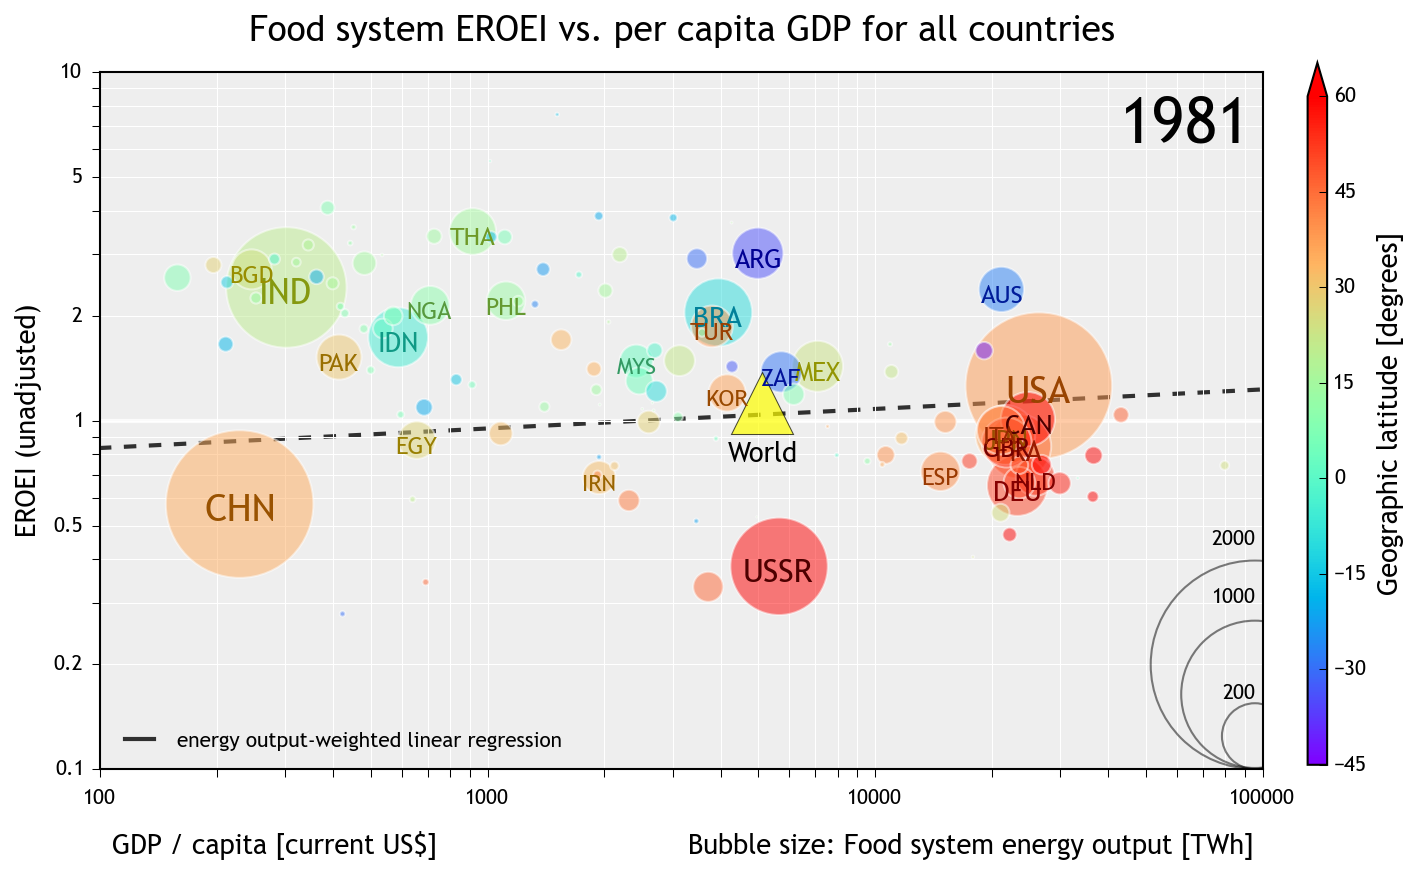 Food system EROEI vs. per capita GDP for all countries
1981
10
5
2
1
0.5
0.2
0.1
EROEI (unadjusted)
THA
ARG
BGD
IND
AUS
NGA
PHL
BRA
TUR
IDN
PAK
MYS
ZAF
MEX
KOR
USA
CAN
ITA
GBR
FRA
World
EGY
IRN
ESP
NLD
DEU
CHN
USSR
2000
1000
200
energy output-weighted linear regression
100
1000
10000
100000
GDP / capita [current US$]
Bubble size: Food system energy output [TWh]
60
45
30
15
0
−15
−30
−45
Geographic latitude [degrees]